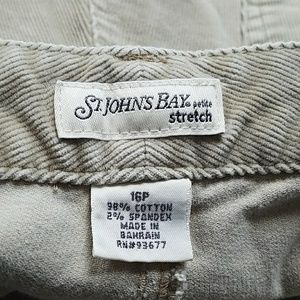 ST. JOHN'S BAY® petite
stretch
16P
98% COTTON
2% SPANDEX
MADE IN
BAHRAIN
RN#93677